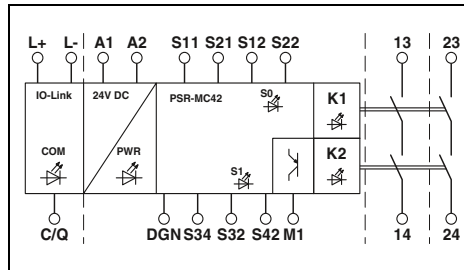 L+ L- A1 A2 S11 S21 S12 S22 13 23
IO-Link 24V DC PSR-MC42 S0 K1
COM PWR S1 K2
C/Q DGN S34 S32 S42 M1 14 24